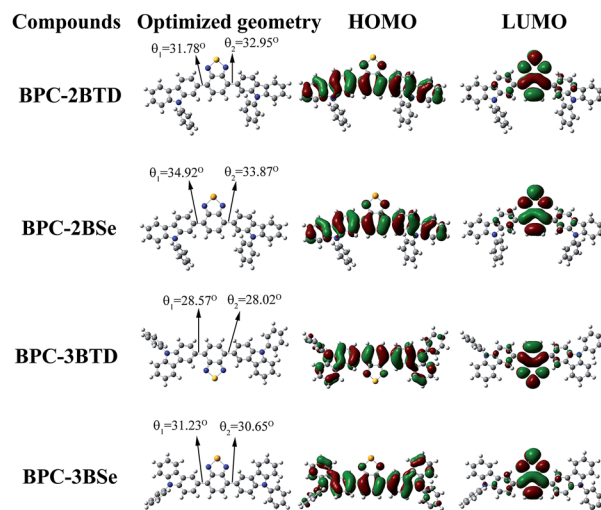 Compounds Optimized geometry HOMO LUMO
θ1=31.78° θ2=32.95°
BPC-2BTD
θ1=34.92° θ2=33.87°
BPC-2BSe
θ1=28.57° θ2=28.02°
BPC-3BTD
θ1=31.23° θ2=30.65°
BPC-3BSe